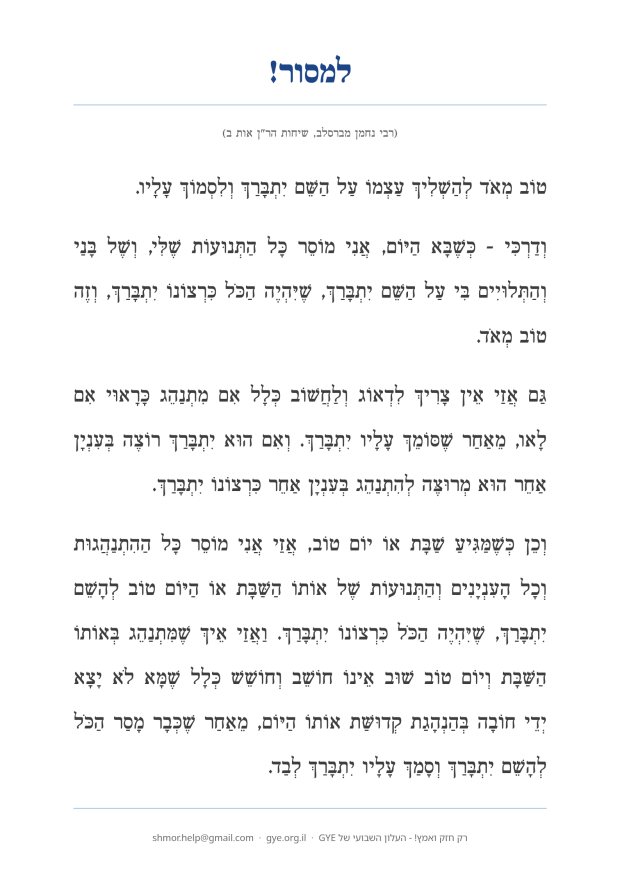 למסור!
(רבי נחמן מברסלב, שיחות הר"ן אות ב)
טוֹב מְאֹד לְהַשְׁלִיךְ עַצְמוֹ עַל הַשֵּׁם יִתְבָּרַךְ וְלִסְמוֹךְ עָלָיו.
וְדַרְכִּי - כְּשֶׁבָּא הַיּוֹם, אֲנִי מוֹסֵר כָּל הַתְּנוּעוֹת שֶׁלִּי, וְשֶׁל בָּנַי
וְהַתְּלוּיִים בִּי עַל הַשֵּׁם יִתְבָּרַךְ, שֶׁיִּהְיֶה הַכֹּל כִּרְצוֹנוֹ יִתְבָּרַךְ, וְזֶה
טוֹב מְאֹד.
גַּם אֲזַי אֵין צָרִיךְ לִדְאוֹג וְלַחֲשׁוֹב כְּלָל אִם מִתְנַהֵג כָּרָאוּי אִם
לָאו, מֵאַחַר שֶׁסּוֹמֵךְ עָלָיו יִתְבָּרַךְ. וְאִם הוּא יִתְבָּרַךְ רוֹצֶה בְּעִנְיָן
אַחֵר הוּא מְרוּצֶה לְהִתְנַהֵג בְּעִנְיָן אַחֵר כִּרְצוֹנוֹ יִתְבָּרַךְ.
וְכֵן כְּשֶׁמַּגִּיעַ שַׁבָּת אוֹ יוֹם טוֹב, אֲזַי אֲנִי מוֹסֵר כָּל הַהִתְנַהֲגוּת
וְכָל הָעִנְיָנִים וְהַתְּנוּעוֹת שֶׁל אוֹתוֹ הַשַּׁבָּת אוֹ הַיּוֹם טוֹב לְהַשֵּׁם
יִתְבָּרַךְ, שֶׁיִּהְיֶה הַכֹּל כִּרְצוֹנוֹ יִתְבָּרַךְ. וַאֲזַי אֵיךְ שֶׁמִּתְנַהֵג בְּאוֹתוֹ
הַשַּׁבָּת וְיוֹם טוֹב שׁוּב אֵינוֹ חוֹשֵׁב וְחוֹשֵׁשׁ כְּלָל שֶׁמָּא לֹא יָצָא
יְדֵי חוֹבָה בְּהַנְהָגַת קְדוּשַּׁת אוֹתוֹ הַיּוֹם, מֵאַחַר שֶׁכְּבָר מָסַר הַכֹּל
לְהַשֵּׁם יִתְבָּרַךְ וְסָמַךְ עָלָיו יִתְבָּרַךְ לְבַד.
רק חזק ואמץ! - העלון השבועי של GYE · gye.org.il · shmor.help@gmail.com